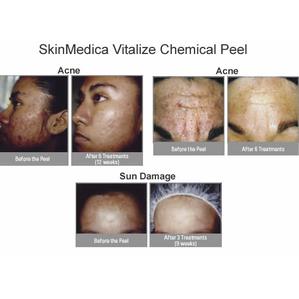 SkinMedica Vitalize Chemical Peel
Acne
Acne
Before the Peel
After 6 Treatments
(12 weeks)
Before the Peel
After 6 Treatments
Sun Damage
Before the Peel
After 3 Treatments
(9 weeks)